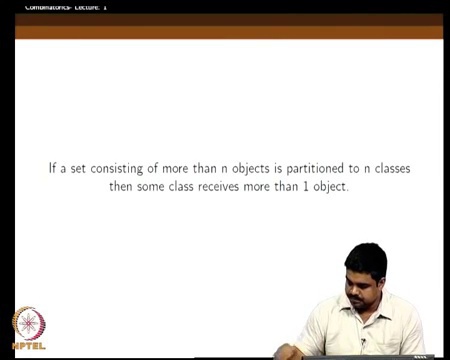 Combinatorics- Lecture: 1
If a set consisting of more than n objects is partitioned to n classes
then some class receives more than 1 object.
NPTEL